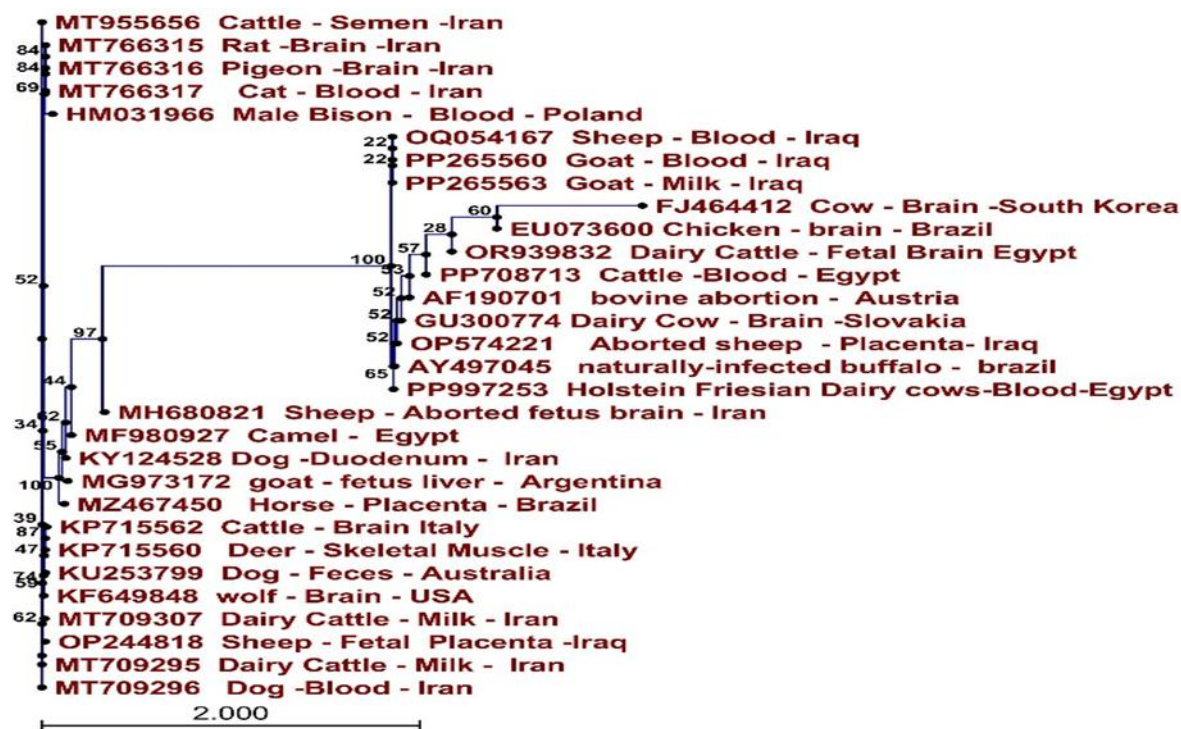 MT955656 Cattle - Semen -Iran
84 MT766315 Rat -Brain -Iran
84 MT766316 Pigeon -Brain -Iran
69 MT766317 Cat - Blood - Iran
HM031966 Male Bison - Blood - Poland
22 OQ054167 Sheep - Blood - Iraq
22 PP265560 Goat - Blood - Iraq
PP265563 Goat - Milk - Iraq
60 FJ464412 Cow - Brain -South Korea
28 EU073600 Chicken - brain - Brazil
57 OR939832 Dairy Cattle - Fetal Brain Egypt
100 53 PP708713 Cattle -Blood - Egypt
52 52 AF190701 bovine abortion - Austria
52 GU300774 Dairy Cow - Brain -Slovakia
97 52 OP574221 Aborted sheep - Placenta- Iraq
65 AY497045 naturally-infected buffalo - brazil
44 PP997253 Holstein Friesian Dairy cows-Blood-Egypt
MH680821 Sheep - Aborted fetus brain - Iran
34 MF980927 Camel - Egypt
55 KY124528 Dog -Duodenum - Iran
100 MG973172 goat - fetus liver - Argentina
MZ467450 Horse - Placenta - Brazil
39
87 KP715562 Cattle - Brain Italy
47 KP715560 Deer - Skeletal Muscle - Italy
74 KU253799 Dog - Feces - Australia
59 KF649848 wolf - Brain - USA
62 MT709307 Dairy Cattle - Milk - Iran
OP244818 Sheep - Fetal Placenta -Iraq
MT709295 Dairy Cattle - Milk - Iran
MT709296 Dog -Blood - Iran
2.000